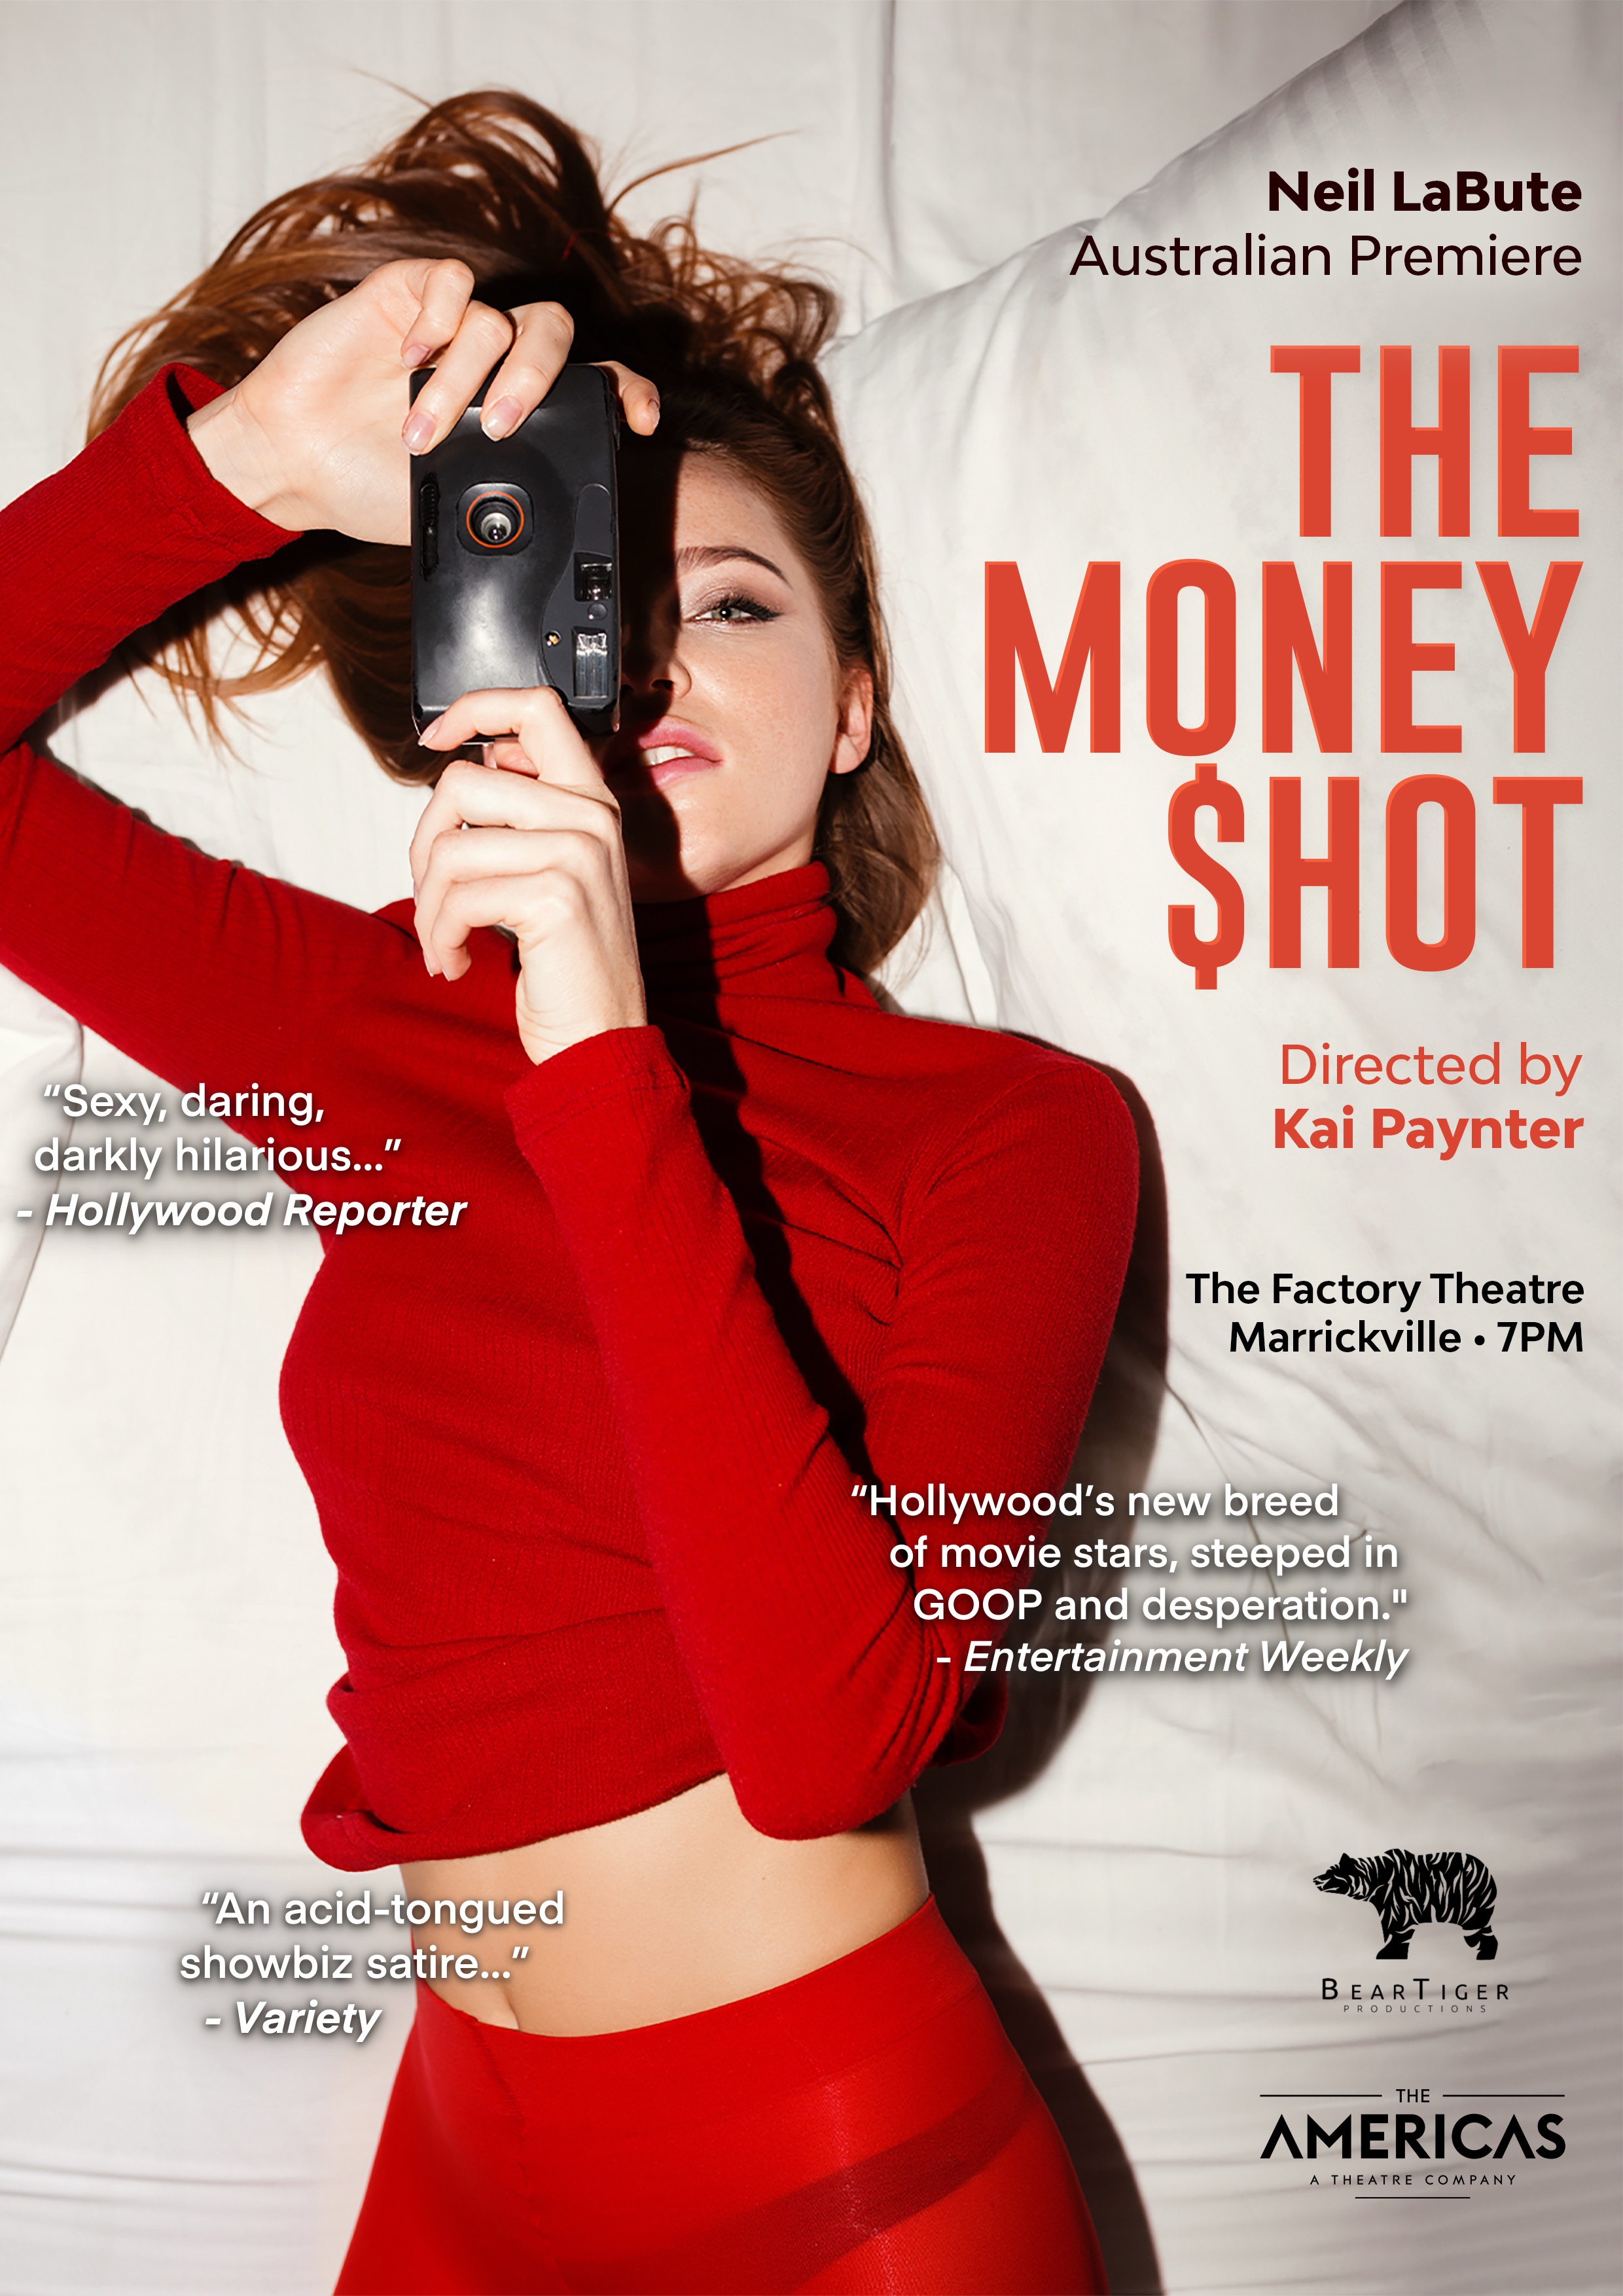 Neil LaBute
Australian Premiere
THE
MONEY
$HOT
Directed by
Kai Paynter
“Sexy, daring,
darkly hilarious...”
- Hollywood Reporter
The Factory Theatre
Marrickville • 7PM
“Hollywood’s new breed
of movie stars, steeped in
GOOP and desperation."
- Entertainment Weekly
“An acid-tongued
showbiz satire...”
- Variety
BEARTIGER
PRODUCTIONS
THE
AMERICAS
A THEATRE COMPANY